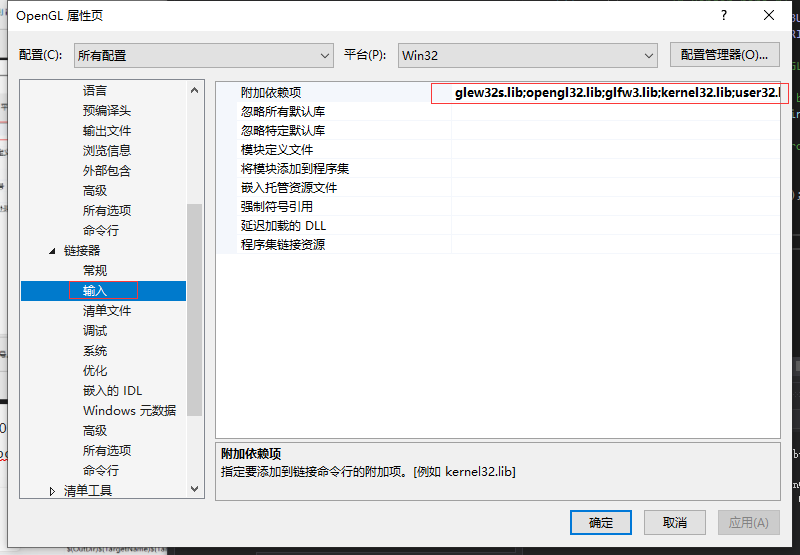 OpenGL 属性页
配置(C): 所有配置 平台(P): Win32 配置管理器(O)...
语言
预编译头
输出文件
浏览信息
外部包含
高级
所有选项
命令行
链接器
常规
输入
清单文件
调试
系统
优化
嵌入的 IDL
Windows 元数据
高级
所有选项
命令行
清单工具
附加依赖项 glew32s.lib;opengl32.lib;glfw3.lib;kernel32.lib;user32.l
忽略所有默认库
忽略特定默认库
模块定义文件
将模块添加到程序集
嵌入托管资源文件
强制符号引用
延迟加载的 DLL
程序集链接资源
附加依赖项
指定要添加到链接命令行的附加项。[例如 kernel32.lib]
确定 取消 应用(A)